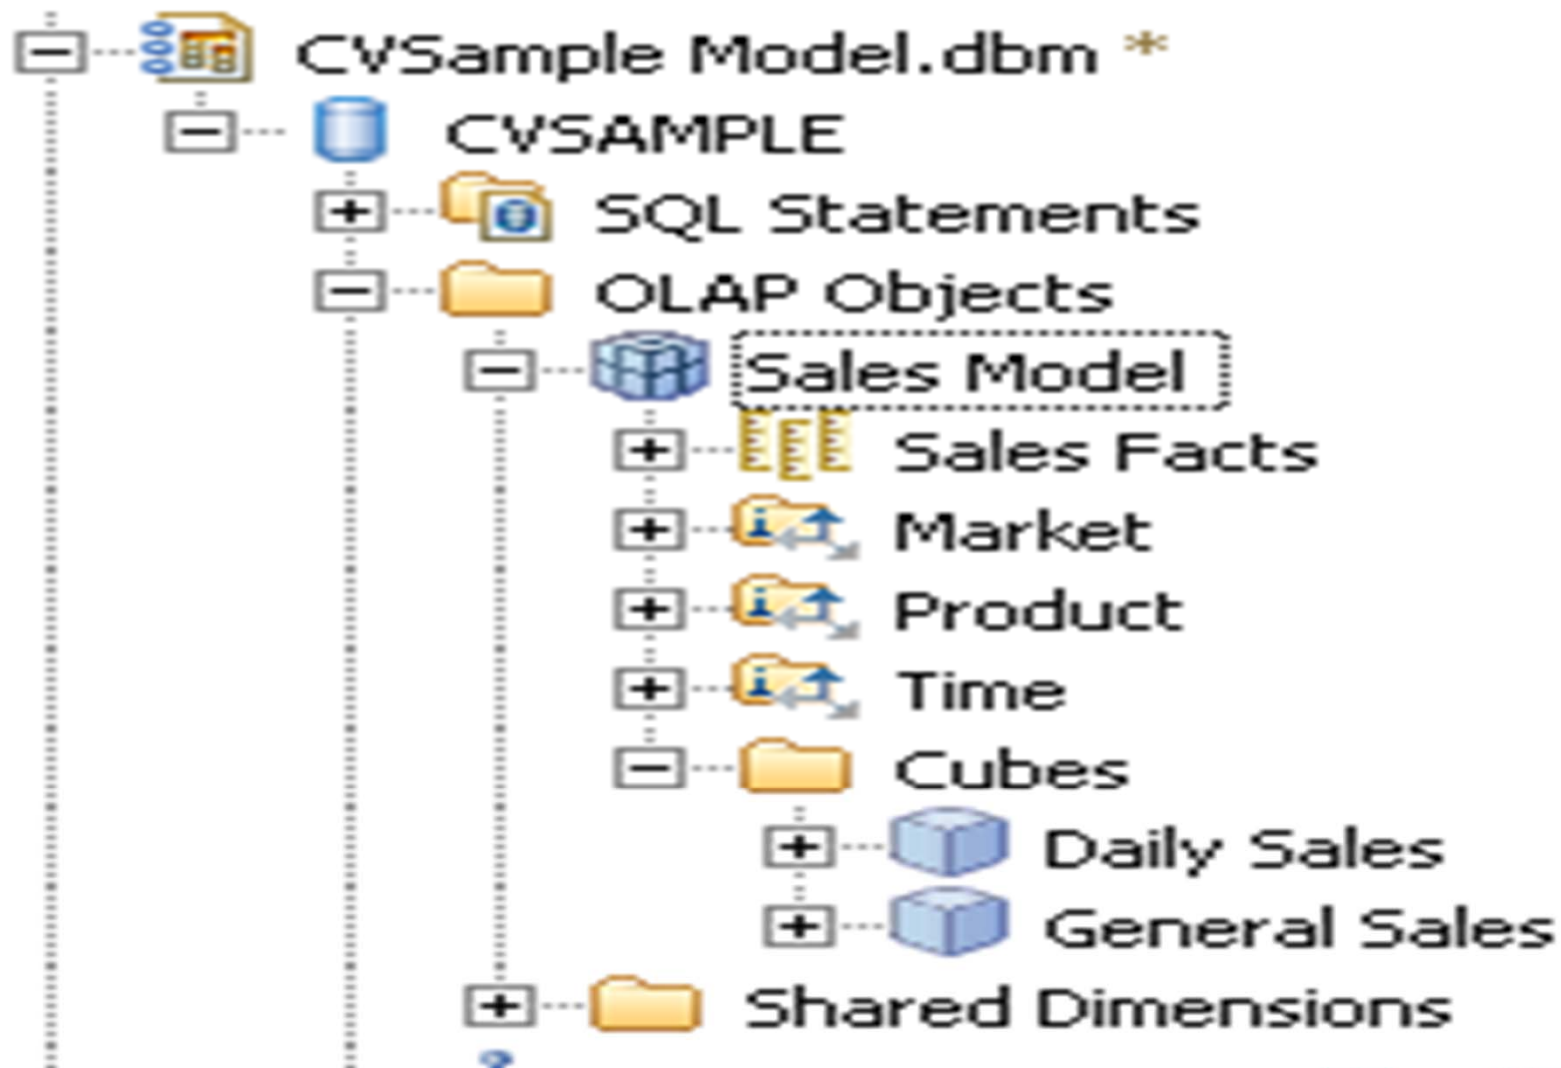 CVSample Model.dbm *
CVSAMPLE
SQL Statements
OLAP Objects
Sales Model
Sales Facts
Market
Product
Time
Cubes
Daily Sales
General Sales
Shared Dimensions